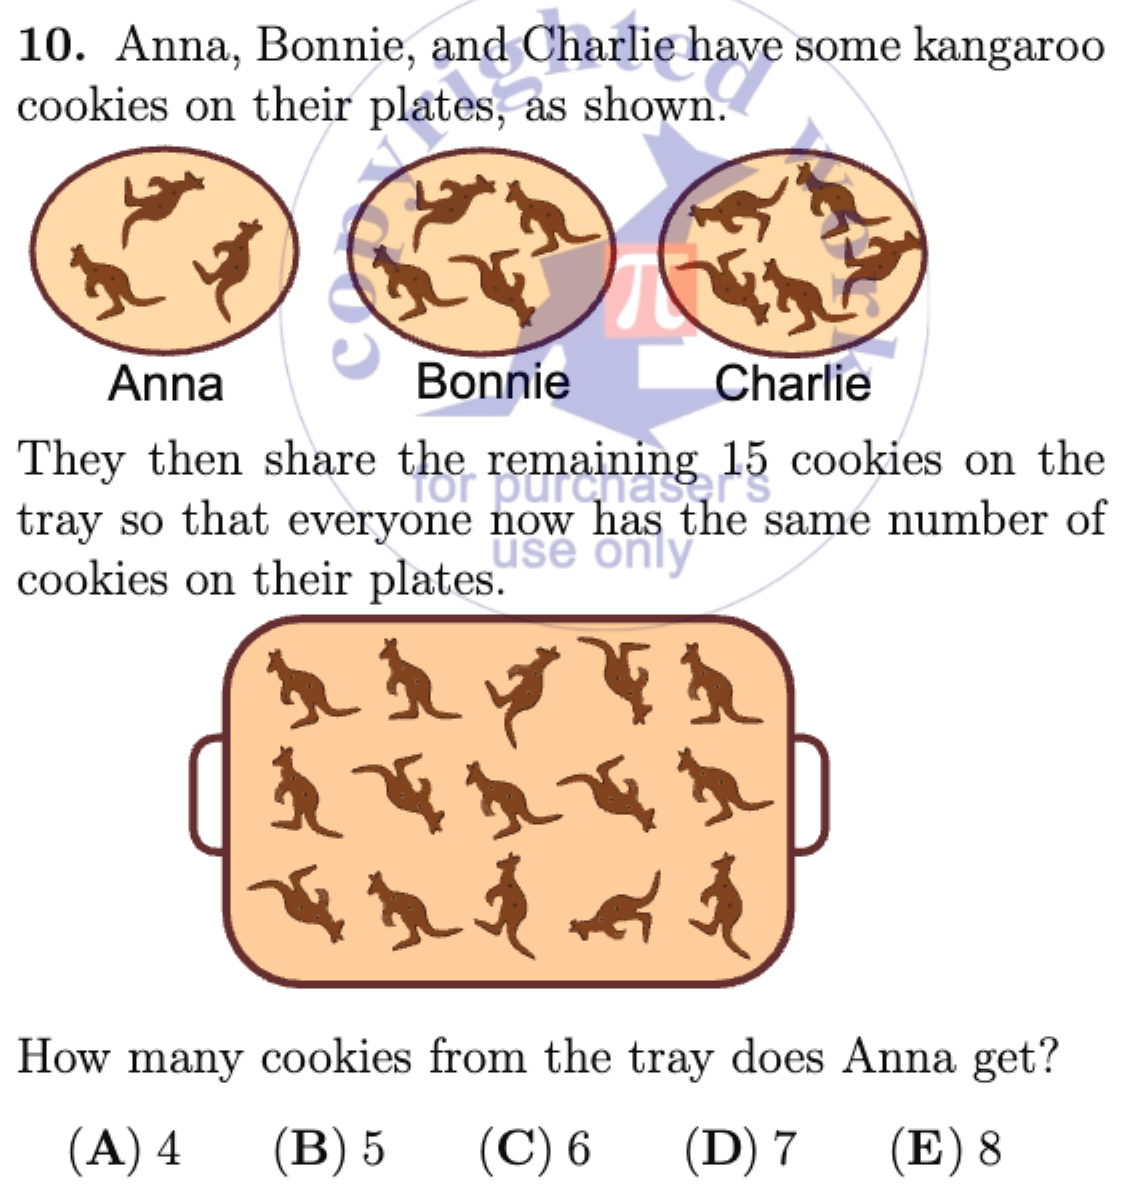 10. Anna, Bonnie, and Charlie have some kangaroo
cookies on their plates, as shown.
Anna Bonnie Charlie
They then share the remaining 15 cookies on the
tray so that everyone now has the same number of
cookies on their plates.
How many cookies from the tray does Anna get?
(A) 4 (B) 5 (C) 6 (D) 7 (E) 8
copyrighted work
π
for purchaser's
use only